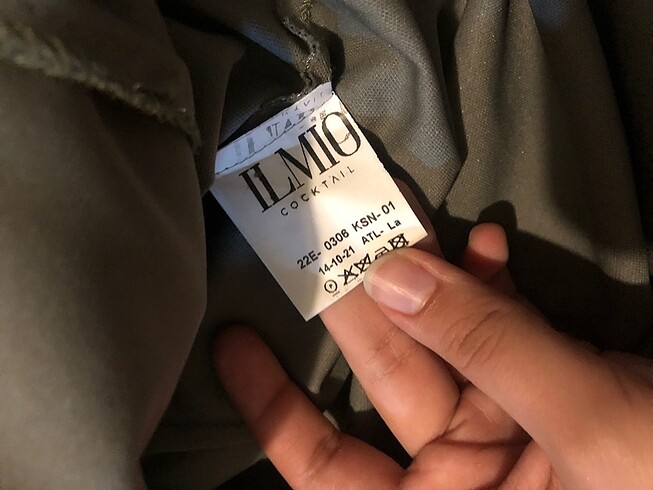 ILMIO
COCKTAIL
22E- 0306 KSN-01
14-10-21 ATL- La
P